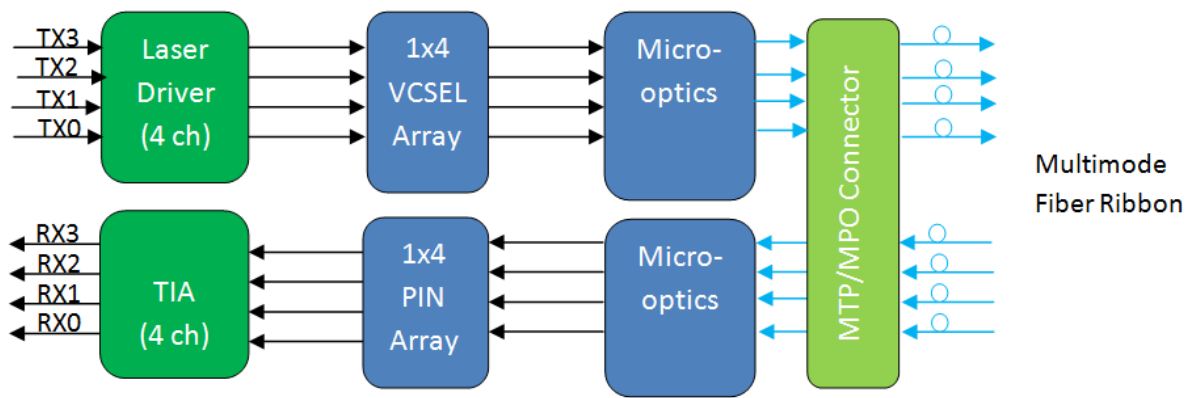 TX3
TX2
TX1
TX0
Laser
Driver
(4 ch)
1x4
VCSEL
Array
Micro-
optics
MTP/MPO Connector
Multimode
Fiber Ribbon
RX3
RX2
RX1
RX0
TIA
(4 ch)
1x4
PIN
Array
Micro-
optics